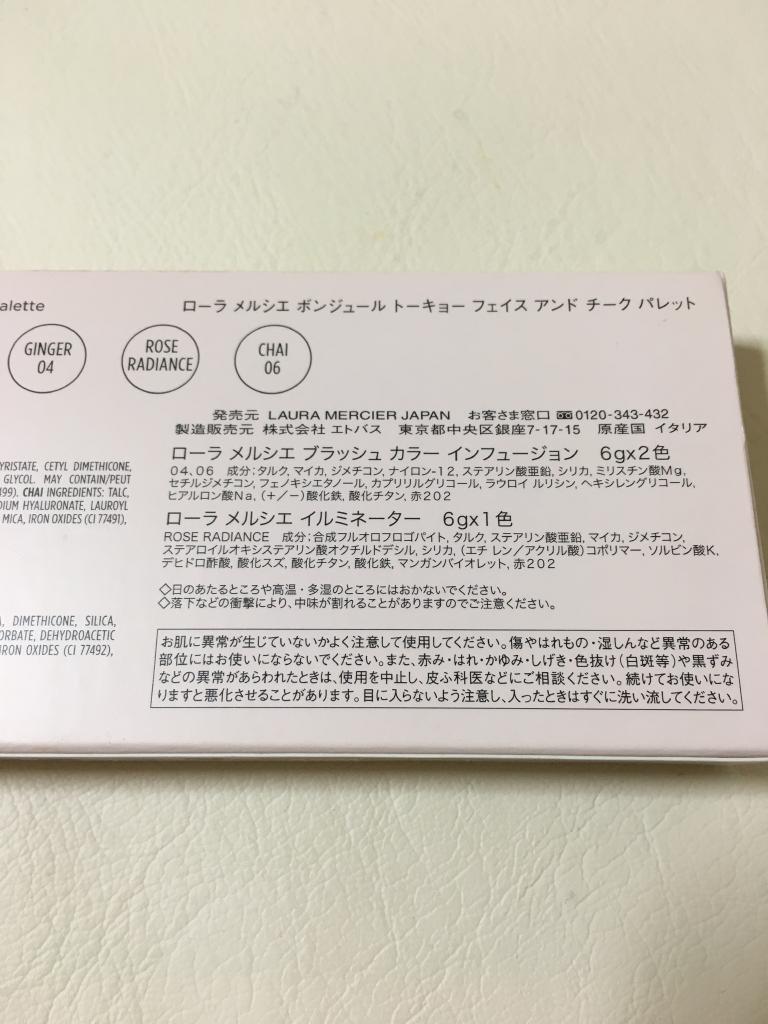 alette
ローラ メルシエ ボンジュール トーキョー フェイス アンド チーク パレット
GINGER
04
ROSE
RADIANCE
CHAI
06
発売元 LAURA MERCIER JAPAN お客さま窓口 0120-343-432
製造販売元 株式会社 エトバス 東京都中央区銀座7-17-15 原産国 イタリア
ローラ メルシエ ブラッシュ カラー インフュージョン 6gx2色
04、06 成分;タルク, マイカ, ジメチコン, ナイロン-12, ステアリン酸亜鉛, シリカ, ミリスチン酸Mg,
セチルジメチコン, フェノキシエタノール, カプリリルグリコール, ラウロイ ルリシン, ヘキシレングリコール,
ヒアルロン酸Na, (+/-)酸化鉄, 酸化チタン, 赤202
ローラ メルシエ イルミネーター 6gx1色
ROSE RADIANCE 成分;合成フルオロフロゴパイト, タルク, ステアリン酸亜鉛, マイカ, ジメチコン,
ステアロイルオキシステアリン酸オクチルドデシル, シリカ, (エチ レン/アクリル酸)コポリマー, ソルビン酸K,
デヒドロ酢酸, 酸化スズ, 酸化チタン, 酸化鉄, マンガンバイオレット, 赤202
◇日のあたるところや高温・多湿のところにはおかないでください。
◇落下などの衝撃により、中味が割れることがありますのでご注意ください。
お肌に異常が生じていないかよく注意して使用してください。傷やはれもの・湿しんなど異常のある
部位にはお使いにならないでください。また、赤み・はれ・かゆみ・しげき・色抜け(白斑等)や黒ずみ
などの異常があらわれたときは、使用を中止し、皮ふ科医などにご相談ください。続けてお使いにな
りますと悪化させることがあります。目に入らないよう注意し、入ったときはすぐに洗い流してください。
YRISTATE, CETYL DIMETHICONE,
GLYCOL. MAY CONTAIN/PEUT
499). CHAI INGREDIENTS: TALC,
DIUM HYALURONATE, LAUROYL
MICA, IRON OXIDES (CI 77491),
A, DIMETHICONE, SILICA,
ORBATE, DEHYDROACETIC
IRON OXIDES (CI 77492),